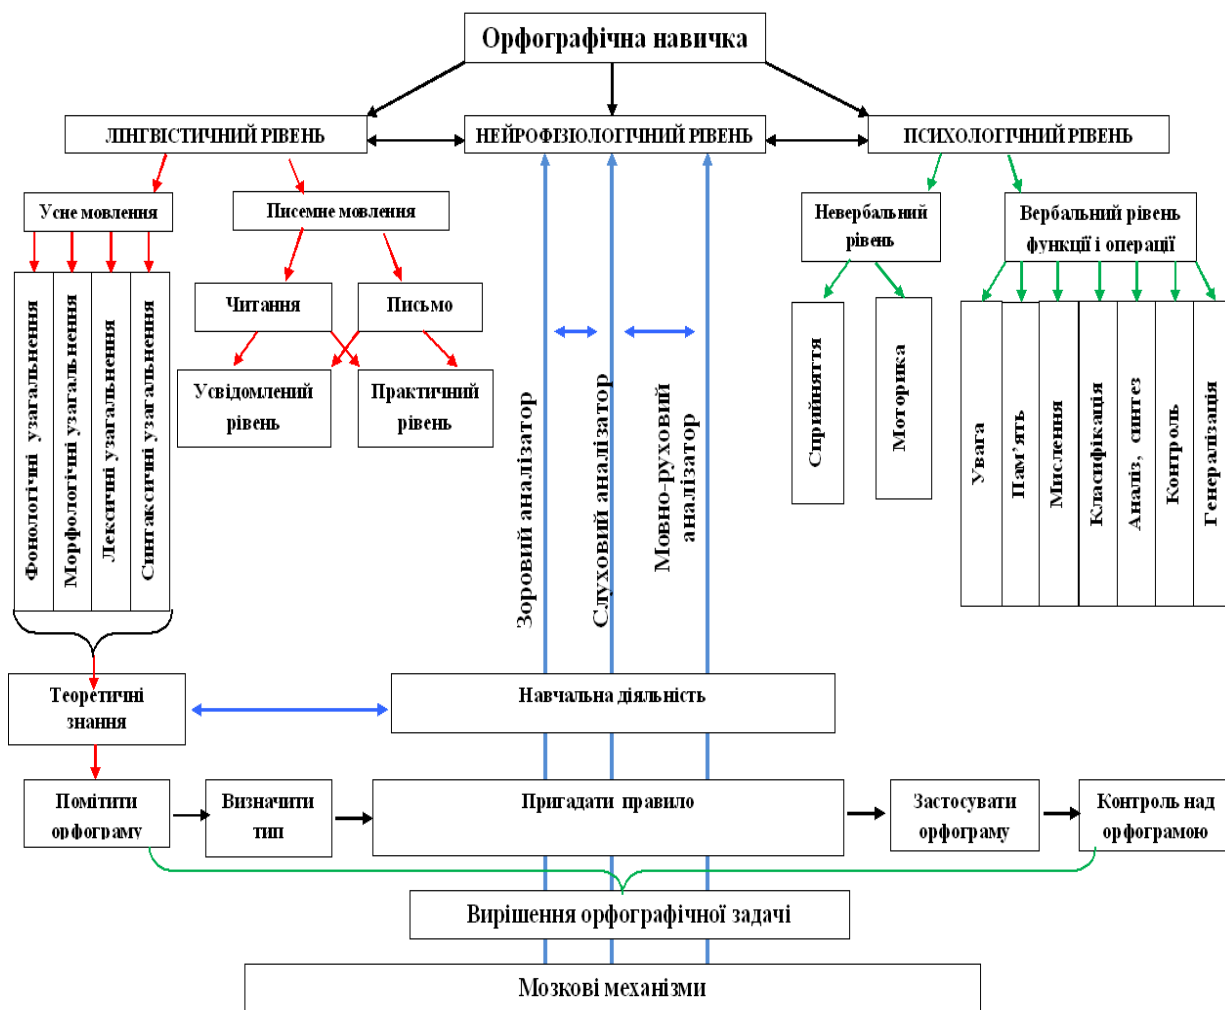 Орфографічна навичка
ЛІНГВІСТИЧНИЙ РІВЕНЬ
НЕЙРОФІЗІОЛОГІЧНИЙ РІВЕНЬ
ПСИХОЛОГІЧНИЙ РІВЕНЬ
Усне мовлення
Писемне мовлення
Невербальний
рівень
Вербальний рівень
функції і операції
Читання
Письмо
Усвідомлений
рівень
Практичний
рівень
Фонологічні узагальнення
Морфологічні узагальнення
Лексичні узагальнення
Синтаксичні узагальнення
Зоровий аналізатор
Слуховий аналізатор
Мовно-руховий
аналізатор
Сприйняття
Моторика
Увага
Пам’ять
Мислення
Класифікація
Аналіз, синтез
Контроль
Генералізація
Теоретичні
знання
Навчальна діяльність
Помітити
орфограму
Визначити
тип
Пригадати правило
Застосувати
орфограму
Контроль над
орфограмою
Вирішення орфографічної задачі
Мозкові механізми